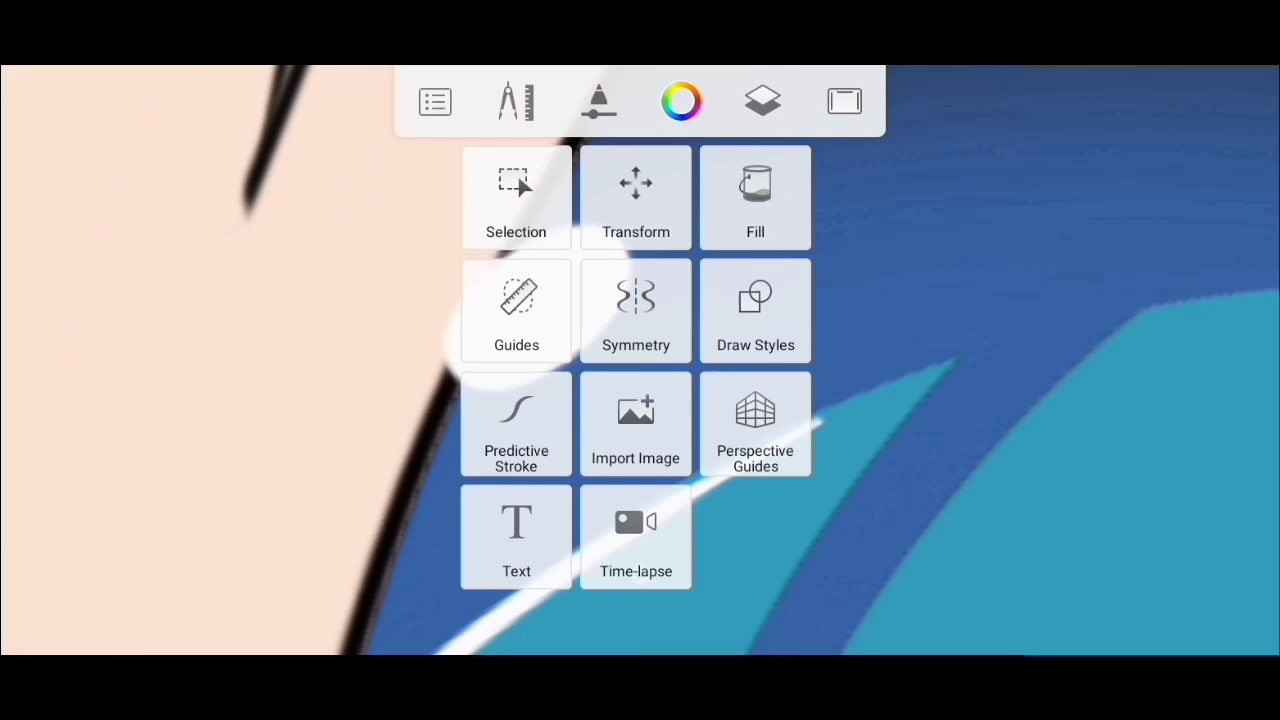 Selection
Transform
Fill
Guides
Symmetry
Draw Styles
Predictive
Stroke
Import Image
Perspective
Guides
Text
Time-lapse